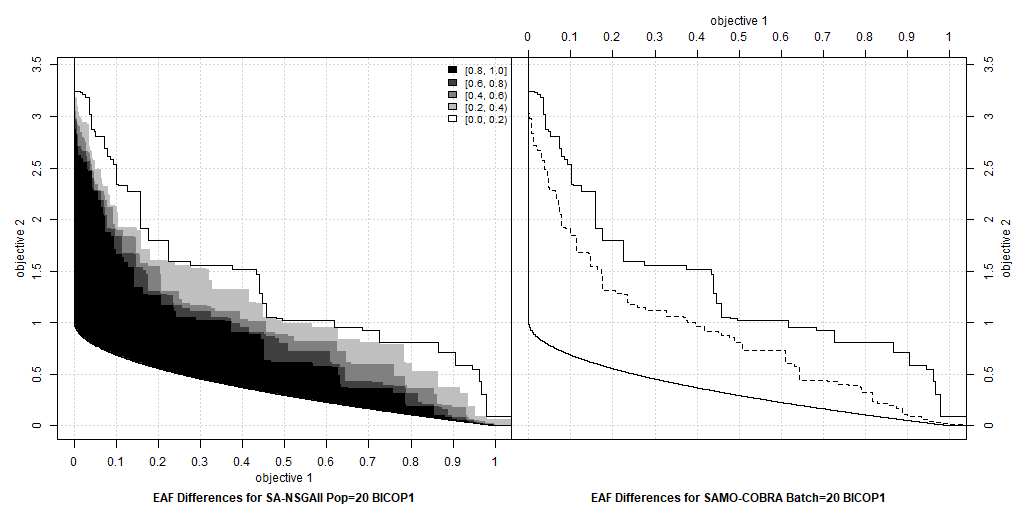 objective 1
0 0.1 0.2 0.3 0.4 0.5 0.6 0.7 0.8 0.9 1
3.5
3
2.5
2
1.5
1
0.5
0
objective 2
[0.8, 1.0]
[0.6, 0.8)
[0.4, 0.6)
[0.2, 0.4)
[0.0, 0.2)
3.5
3
2.5
2
1.5
1
0.5
0
objective 2
0 0.1 0.2 0.3 0.4 0.5 0.6 0.7 0.8 0.9 1
objective 1
EAF Differences for SA-NSGAII Pop=20 BICOP1
EAF Differences for SAMO-COBRA Batch=20 BICOP1